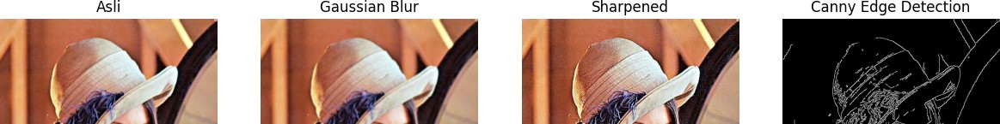 Asli
Gaussian Blur
Sharpened
Canny Edge Detection